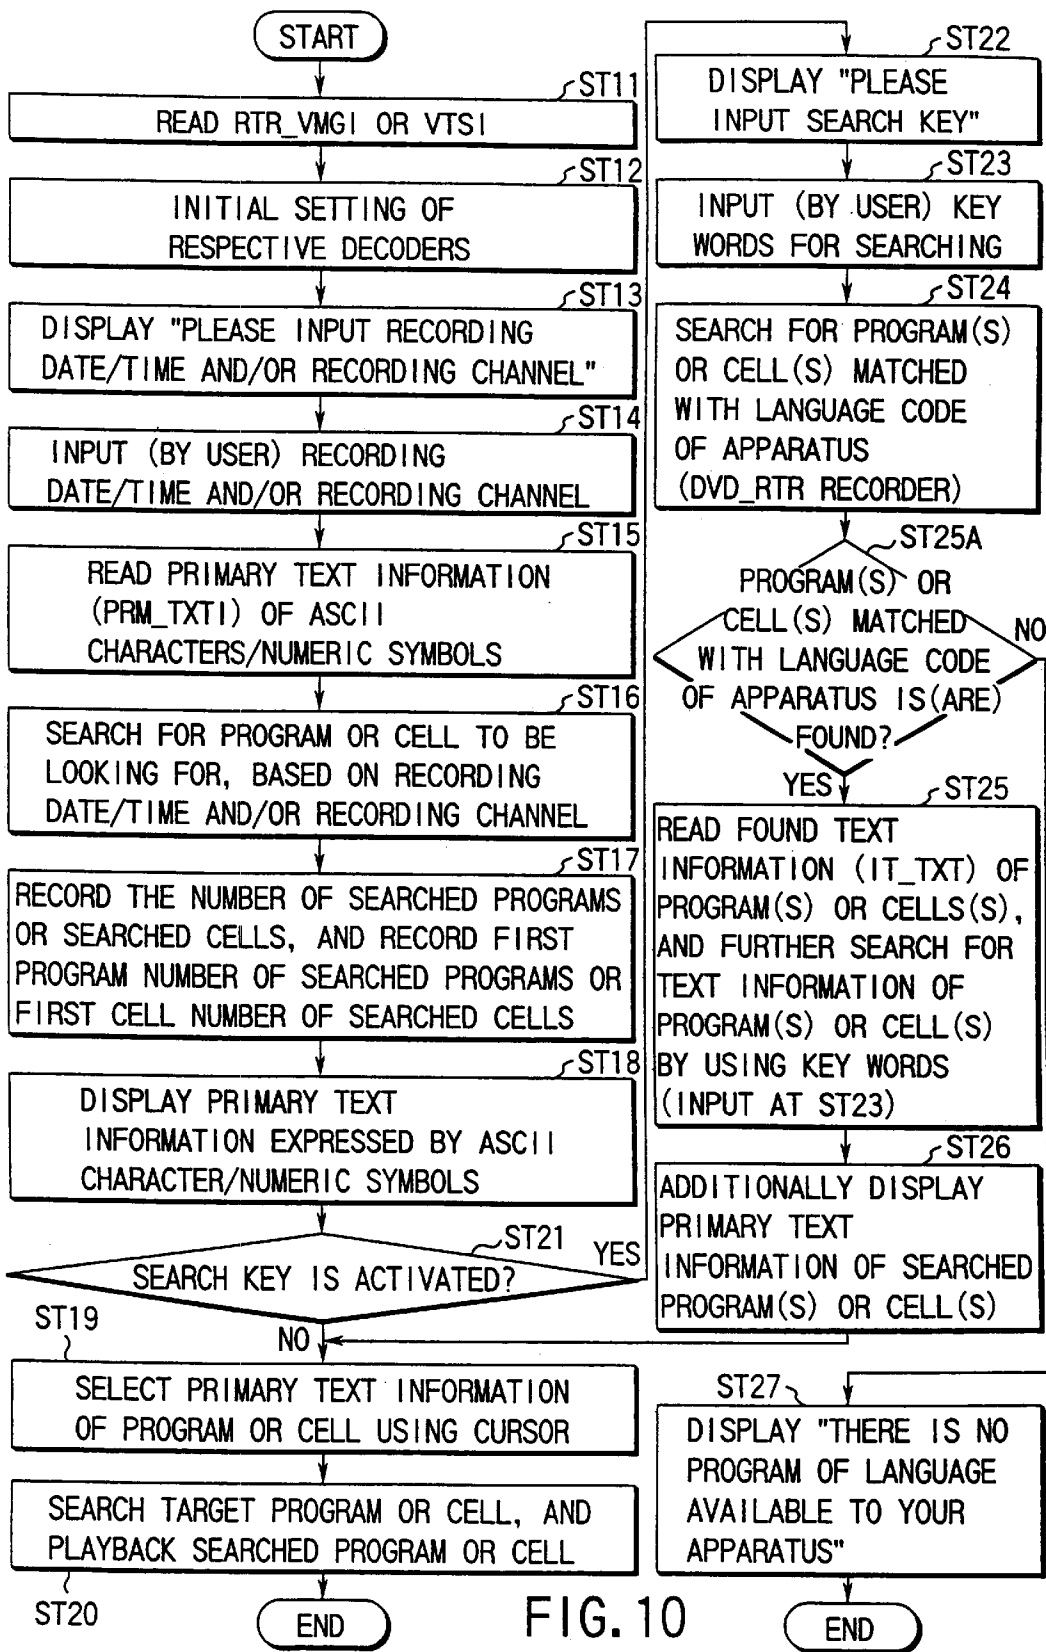 START
ST11
READ RTR_VMGI OR VTSI
ST12
INITIAL SETTING OF
RESPECTIVE DECODERS
ST13
DISPLAY "PLEASE INPUT RECORDING
DATE/TIME AND/OR RECORDING CHANNEL"
ST14
INPUT (BY USER) RECORDING
DATE/TIME AND/OR RECORDING CHANNEL
ST15
READ PRIMARY TEXT INFORMATION
(PRM_TXTI) OF ASCII
CHARACTERS/NUMERIC SYMBOLS
ST16
SEARCH FOR PROGRAM OR CELL TO BE
LOOKING FOR, BASED ON RECORDING
DATE/TIME AND/OR RECORDING CHANNEL
ST17
RECORD THE NUMBER OF SEARCHED PROGRAMS
OR SEARCHED CELLS, AND RECORD FIRST
PROGRAM NUMBER OF SEARCHED PROGRAMS OR
FIRST CELL NUMBER OF SEARCHED CELLS
ST18
DISPLAY PRIMARY TEXT
INFORMATION EXPRESSED BY ASCII
CHARACTER/NUMERIC SYMBOLS
ST21
SEARCH KEY IS ACTIVATED?
YES
NO
ST19
SELECT PRIMARY TEXT INFORMATION
OF PROGRAM OR CELL USING CURSOR
SEARCH TARGET PROGRAM OR CELL, AND
PLAYBACK SEARCHED PROGRAM OR CELL
ST20
END
ST22
DISPLAY "PLEASE
INPUT SEARCH KEY"
ST23
INPUT (BY USER) KEY
WORDS FOR SEARCHING
ST24
SEARCH FOR PROGRAM(S)
OR CELL(S) MATCHED
WITH LANGUAGE CODE
OF APPARATUS
(DVD_RTR RECORDER)
ST25A
PROGRAM(S) OR
CELL(S) MATCHED
WITH LANGUAGE CODE
OF APPARATUS IS(ARE)
FOUND?
NO
YES
ST25
READ FOUND TEXT
INFORMATION (IT_TXT) OF
PROGRAM(S) OR CELLS(S),
AND FURTHER SEARCH FOR
TEXT INFORMATION OF
PROGRAM(S) OR CELL(S)
BY USING KEY WORDS
(INPUT AT ST23)
ST26
ADDITIONALLY DISPLAY
PRIMARY TEXT
INFORMATION OF SEARCHED
PROGRAM(S) OR CELL(S)
ST27
DISPLAY "THERE IS NO
PROGRAM OF LANGUAGE
AVAILABLE TO YOUR
APPARATUS"
END
FIG. 10